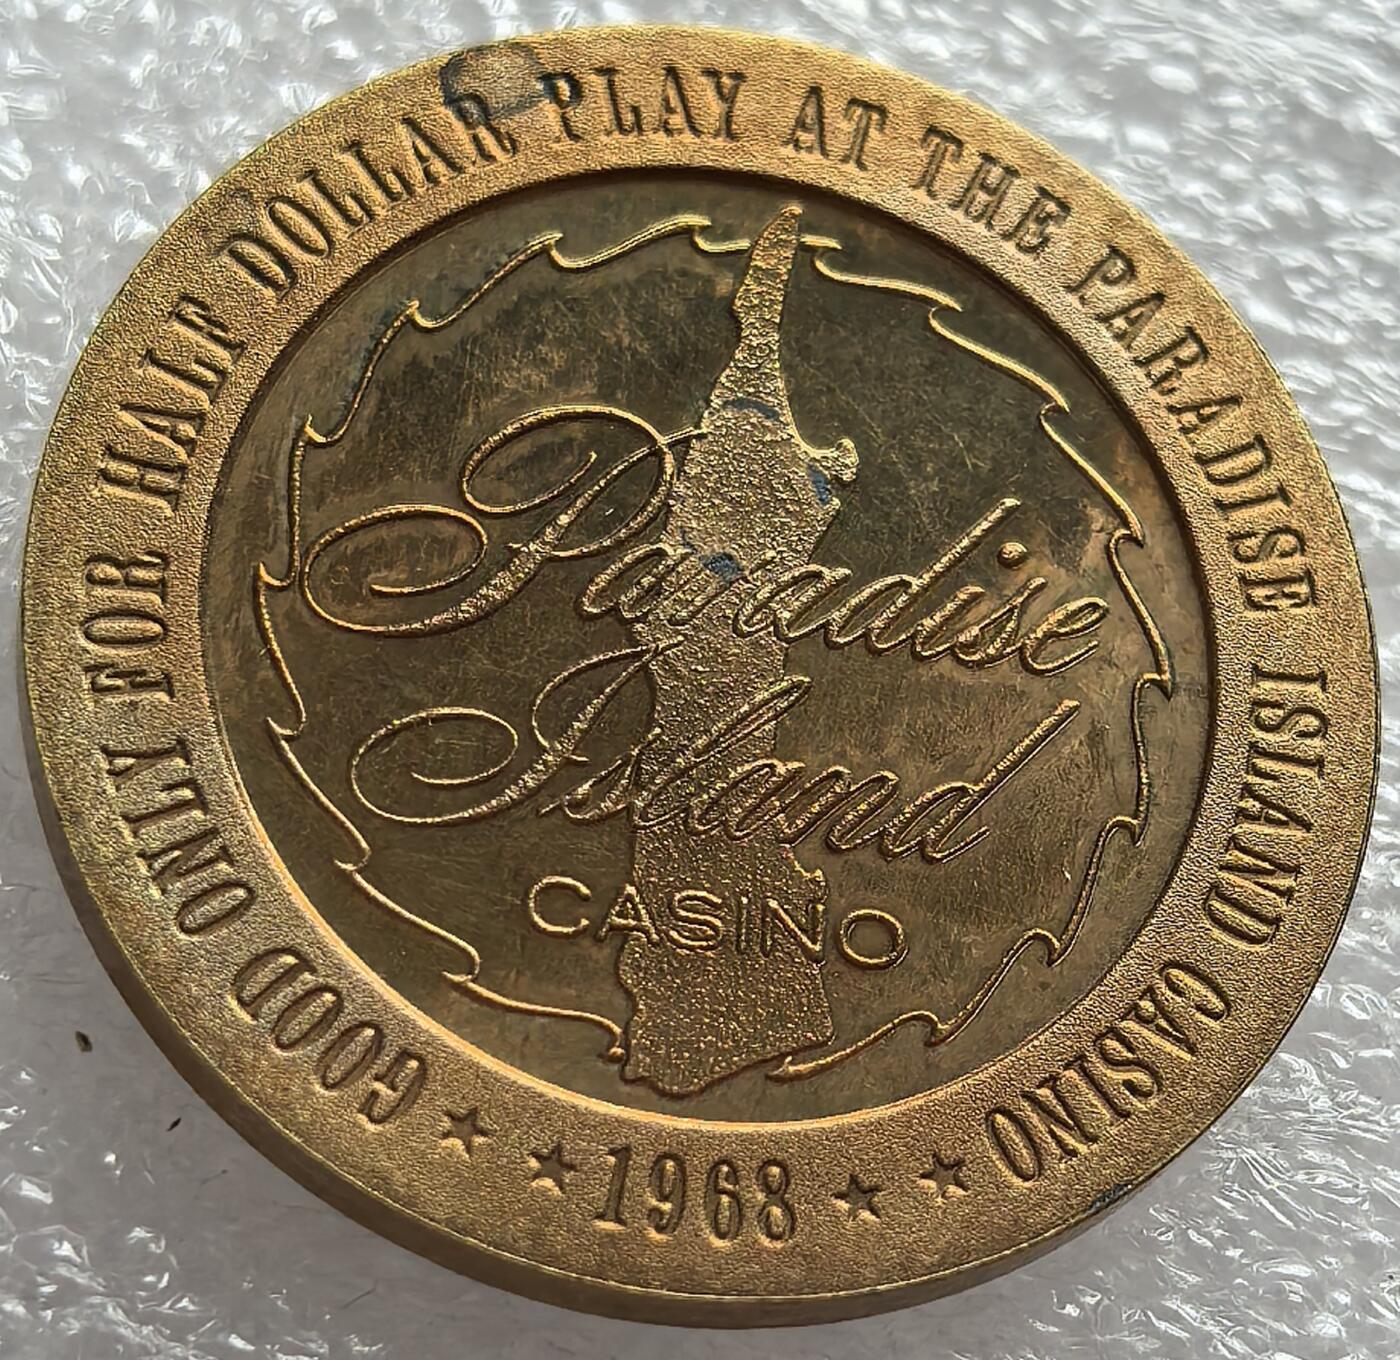 GOOD ONLY FOR HALF DOLLAR PLAY AT THE PARADISE ISLAND CASINO
Paradise
Island
CASINO
★ ★ 1968 ★ ★